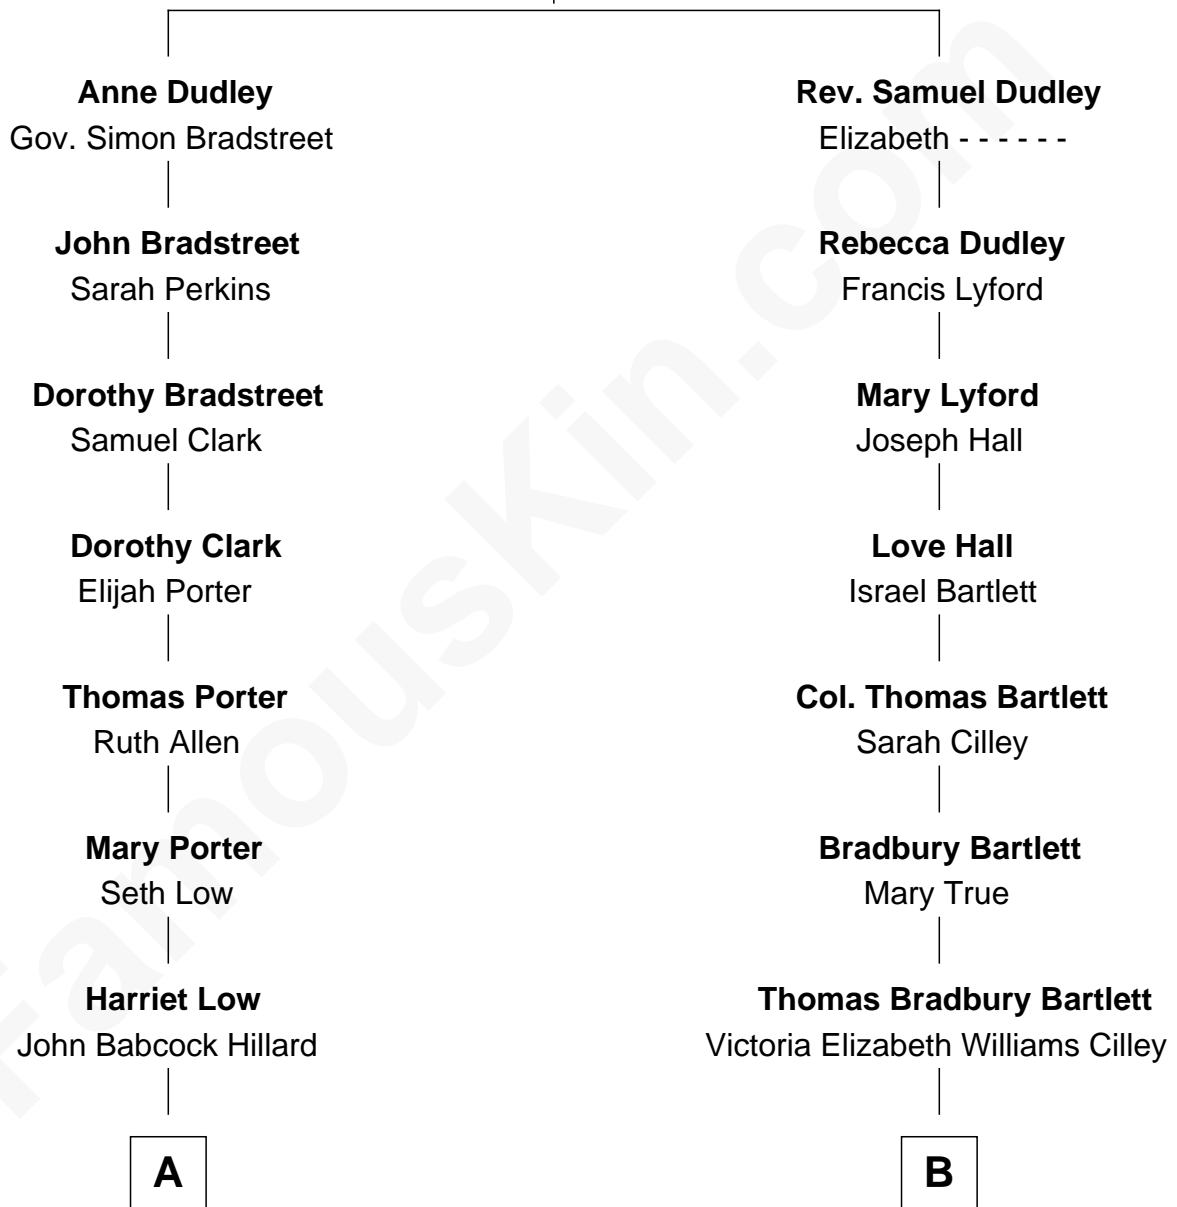 Anne Dudley
Gov. Simon Bradstreet
John Bradstreet
Sarah Perkins
Dorothy Bradstreet
Samuel Clark
Dorothy Clark
Elijah Porter
Thomas Porter
Ruth Allen
Mary Porter
Seth Low
Harriet Low
John Babcock Hillard
A
Rev. Samuel Dudley
Elizabeth - - - - - -
Rebecca Dudley
Francis Lyford
Mary Lyford
Joseph Hall
Love Hall
Israel Bartlett
Col. Thomas Bartlett
Sarah Cilley
Bradbury Bartlett
Mary True
Thomas Bradbury Bartlett
Victoria Elizabeth Williams Cilley
B
FamousKin.com